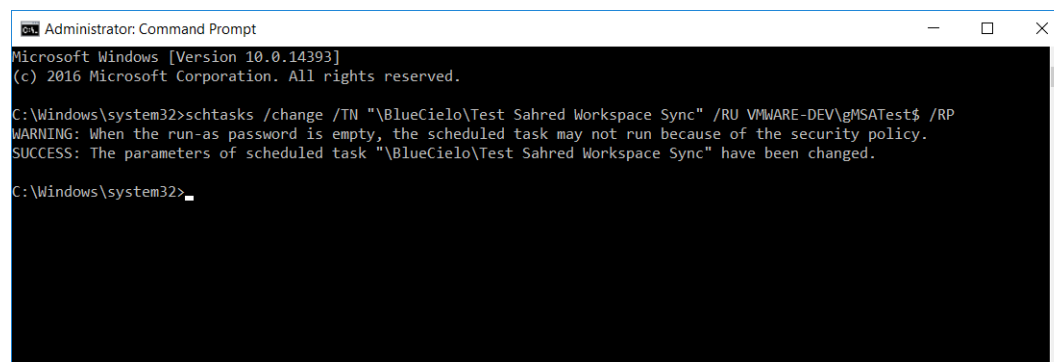 Administrator: Command Prompt
Microsoft Windows [Version 10.0.14393]
(c) 2016 Microsoft Corporation. All rights reserved.
C:\Windows\system32>schtasks /change /TN "\BlueCielo\Test Sahred Workspace Sync" /RU VMWARE-DEV\gMSATest$ /RP
WARNING: When the run-as password is empty, the scheduled task may not run because of the security policy.
SUCCESS: The parameters of scheduled task "\BlueCielo\Test Sahred Workspace Sync" have been changed.
C:\Windows\system32>